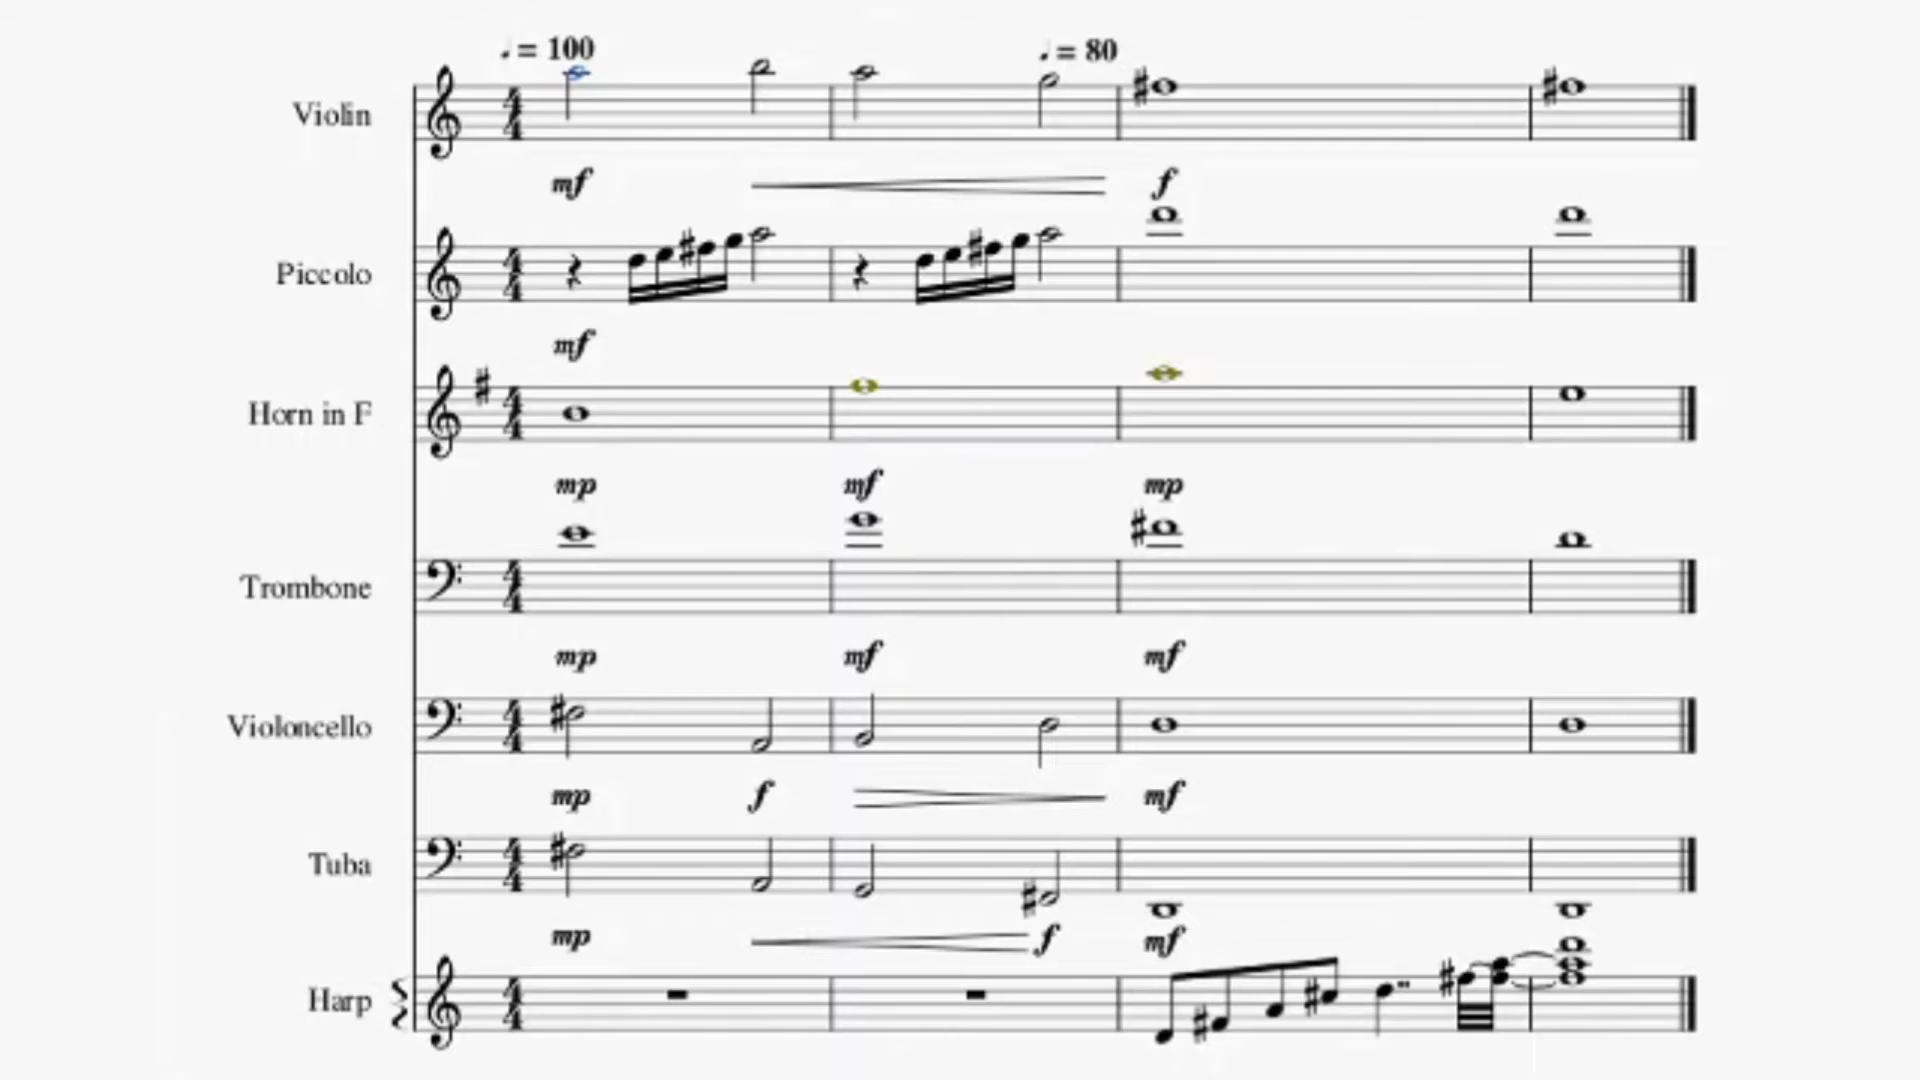 ♩ = 100
♩ = 80
Violin
mf
f
Piccolo
mf
Horn in F
mp
mf
mp
Trombone
mp
mf
mf
Violoncello
mp
f
mf
Tuba
mp
f
mf
Harp